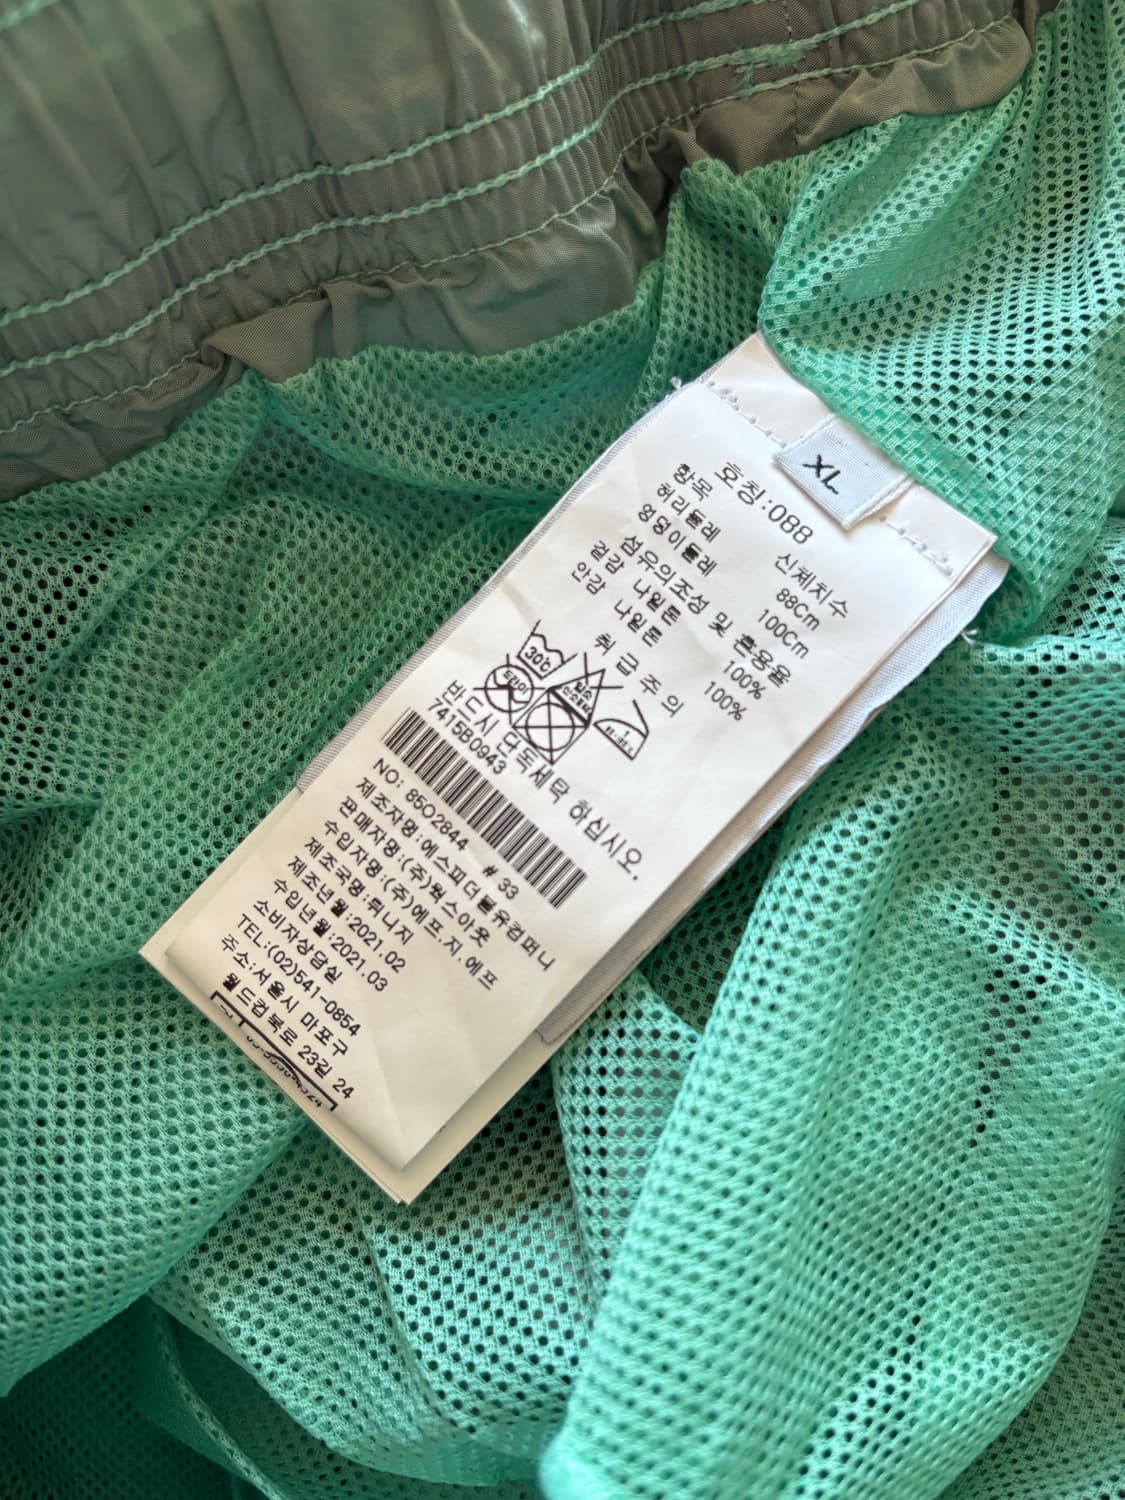 XL
호칭:088
항목 신체치수
허리둘레 88Cm
엉덩이둘레 100Cm
섬유의조성 및 혼용율
겉감 나일론 100%
안감 나일론 100%
취급주의
30℃
반드시 단독세탁 하십시오.
7415B0943
NO: 8502844 #33
제조자명:에스피더블유컴퍼니
판매자명:(주)웍스아웃
수입자명:(주)에프.지.에프
제조국명:튀니지
제조년월:2021.02
수입년월:2021.03
소비자상담실
TEL:(02)541-0854
주소:서울시 마포구
월드컵북로 23길 24